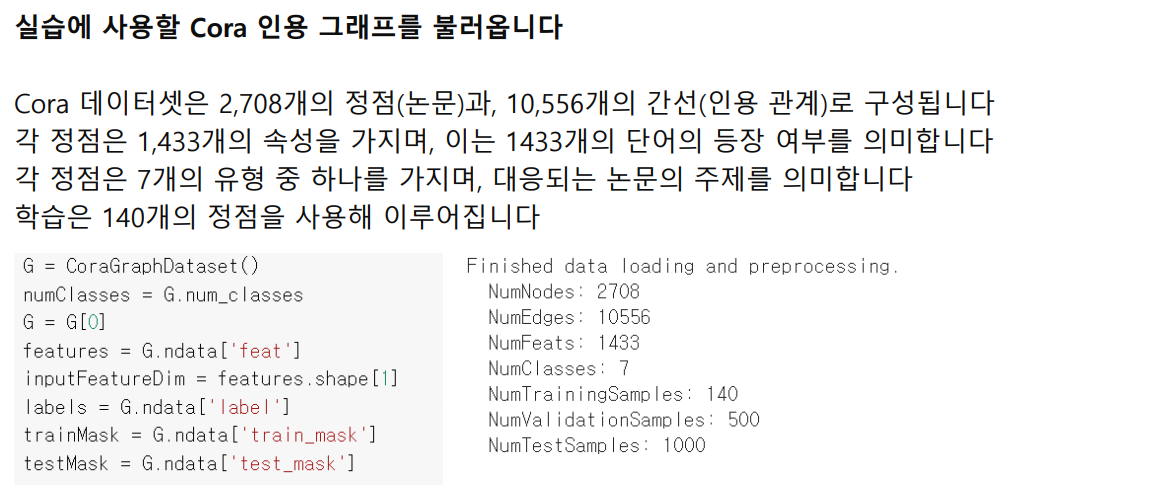 실습에 사용할 Cora 인용 그래프를 불러옵니다
Cora 데이터셋은 2,708개의 정점(논문)과, 10,556개의 간선(인용 관계)로 구성됩니다
각 정점은 1,433개의 속성을 가지며, 이는 1433개의 단어의 등장 여부를 의미합니다
각 정점은 7개의 유형 중 하나를 가지며, 대응되는 논문의 주제를 의미합니다
학습은 140개의 정점을 사용해 이루어집니다
G = CoraGraphDataset()
numClasses = G.num_classes
G = G[0]
features = G.ndata['feat']
inputFeatureDim = features.shape[1]
labels = G.ndata['label']
trainMask = G.ndata['train_mask']
testMask = G.ndata['test_mask']
Finished data loading and preprocessing.
NumNodes: 2708
NumEdges: 10556
NumFeats: 1433
NumClasses: 7
NumTrainingSamples: 140
NumValidationSamples: 500
NumTestSamples: 1000